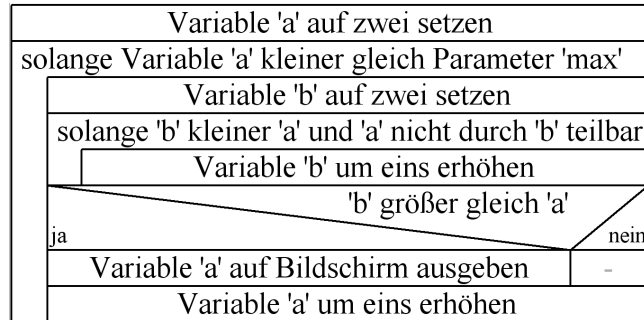 Variable 'a' auf zwei setzen
solange Variable 'a' kleiner gleich Parameter 'max'
Variable 'b' auf zwei setzen
solange 'b' kleiner 'a' und 'a' nicht durch 'b' teilbar
Variable 'b' um eins erhöhen
'b' größer gleich 'a'
ja nein
Variable 'a' auf Bildschirm ausgeben -
Variable 'a' um eins erhöhen